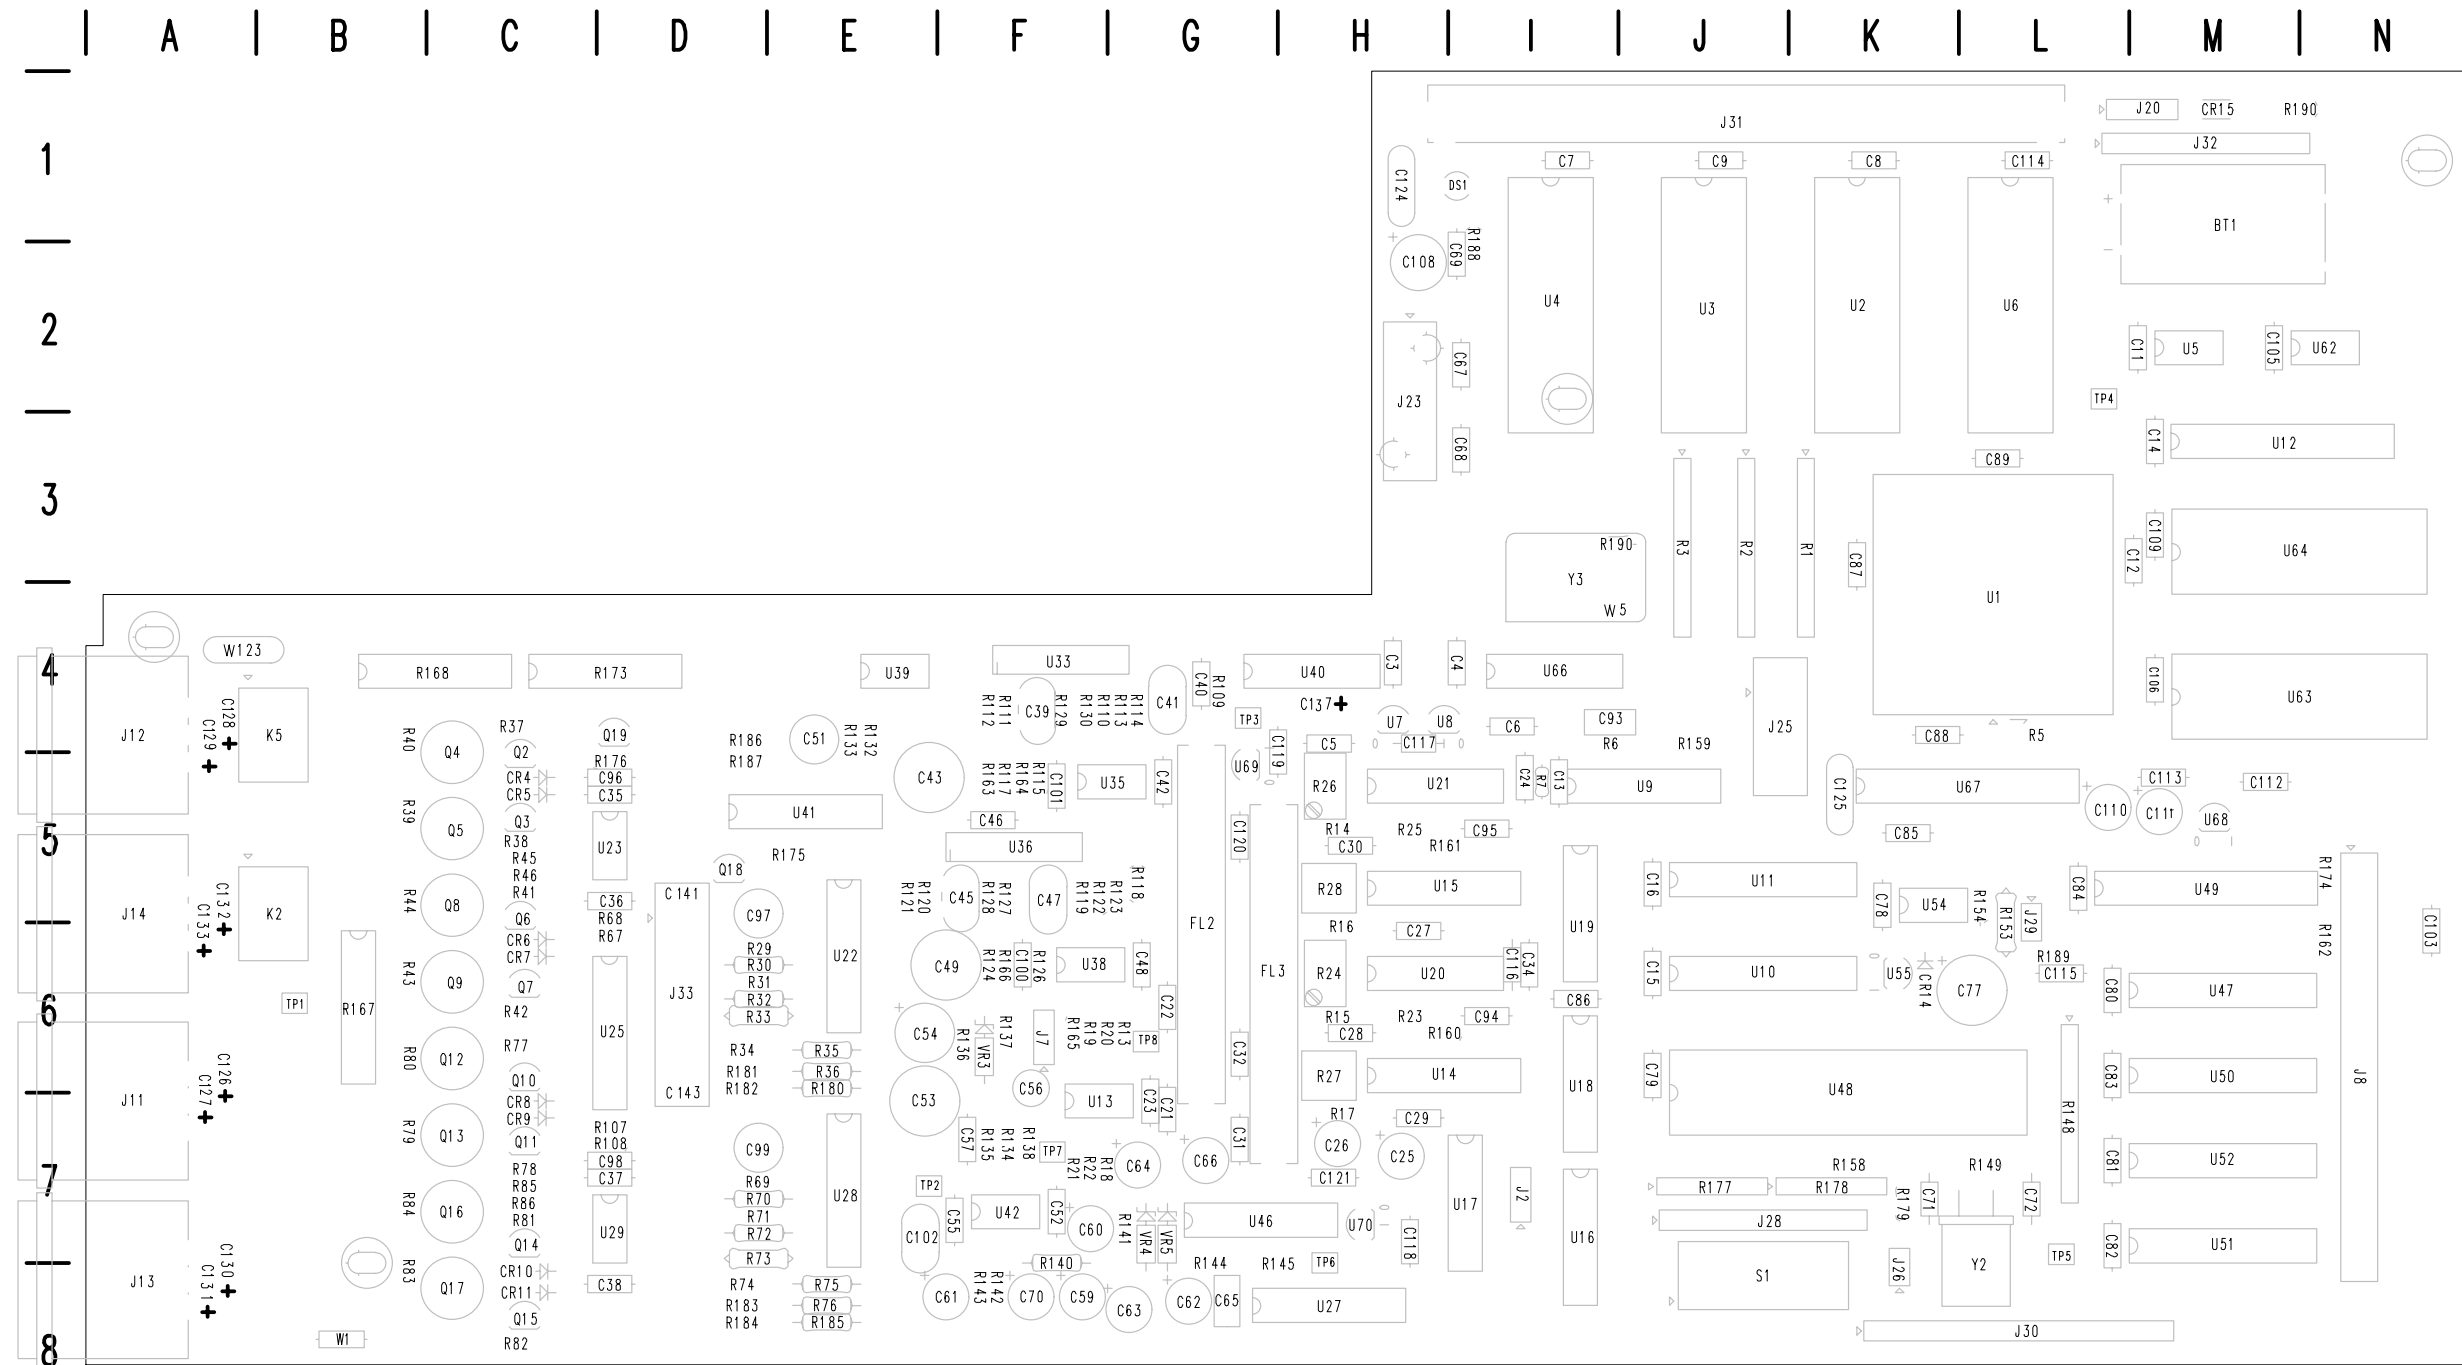 A B C D E F G H I J K L M N
1
J31 J20 CR15 R190
J32
C7 C9 C8 C114
C124 DS1
BT1
R188
C69
C108
2
U4 U3 U2 U6
C67 C11 U5 C105 U62
J23 TP4
C68 C14 U12
C89
3
R190 R3 R2 R1 C87 C12 C109 U64
Y3
W5 U1
4
W123
R168 R173 U39 U33 C40 R109 U40 C3 C4 U66 C106 U63
R112 R111 C39 R129 R130 R110 R113 R114 C41 C137
TP3 U7 U8 C6 C93 J25
C128 C129
J12 K5 R40 Q4 R37 Q2 Q19 R186 C51 R133 R132
R187 C119 C5 C117 R6 R159 C88 R5
R176
CR4 C96 C43 R163 R117 R164 R115 C101 U35 C42 U69 R26 U21 C24 R7 C13 U9 C125 U67 C113 C112
CR5 C35
R39 Q5 Q3 U41 C46 C110 C111 U68
5
R38 U23 R175 U36 C120 R14 R25 C95 C85
C30 R161
R45
R46 Q18
R41 C141 R118 R28 U15 C16 U11 C84 U49 R174
J14 C132 C133 K2 R44 Q8 C36 C97 R121 R120 C45 R128 R127 C47 R119 R122 R123 C78 U54 R154 R153 J29
Q6 R68 FL2 R16 C27 U19 R162 C103
CR6 R67
CR7 R29 U22
R43 Q9 R30 C49 R124 R166 C100 R126 U38 C48 FL3 R24 U20 C116 C34 C15 U10 U55 CR14 R189
Q7 R31 C115
TP1 R167 J33 R32 C22 C86 C77 C80 U47
6
R42 U25 R33 C54 R136 R137 J7 R165 R19 R20 R13 TP8 R15 R23 C94
C28 R160
R80 Q12 R77 R34 R35 VR3 C32
Q10 R181 R36 R27 U14 U18 C79 U48 C83 U50 J8
J11 C126 C127 CR8 C143 R182 R180 C53 C56 U13 C23 C21
CR9 R17 C29 R148
R79 Q13 Q11 R107 C57 R135 R134 R138 TP7 C31 C26
R108 C99
7
R78 C98 R21 R22 R18 C64 C66 C25 R158 R149 C81 U52
R85 C37 R69 TP2 C121
R86 R70 U28 R177 R178
R84 Q16 R81 R71 C55 U42 C52 C60 R141 VR4 VR5 U46 U70 C118 U17 J2 J28 R179 C71 C72
Q14 U29 R72 C102 U16 TP5 C82 U51
R83 CR10 R73 R140 R144 R145 TP6 S1 J26 Y2
J13 C130 C131 Q17 CR11 C38 R74 R75 C61 R143 R142 C70 C59 C63 C62 C65 U27
R183 R76
Q15 R184 R185
W1 R82 J30
8